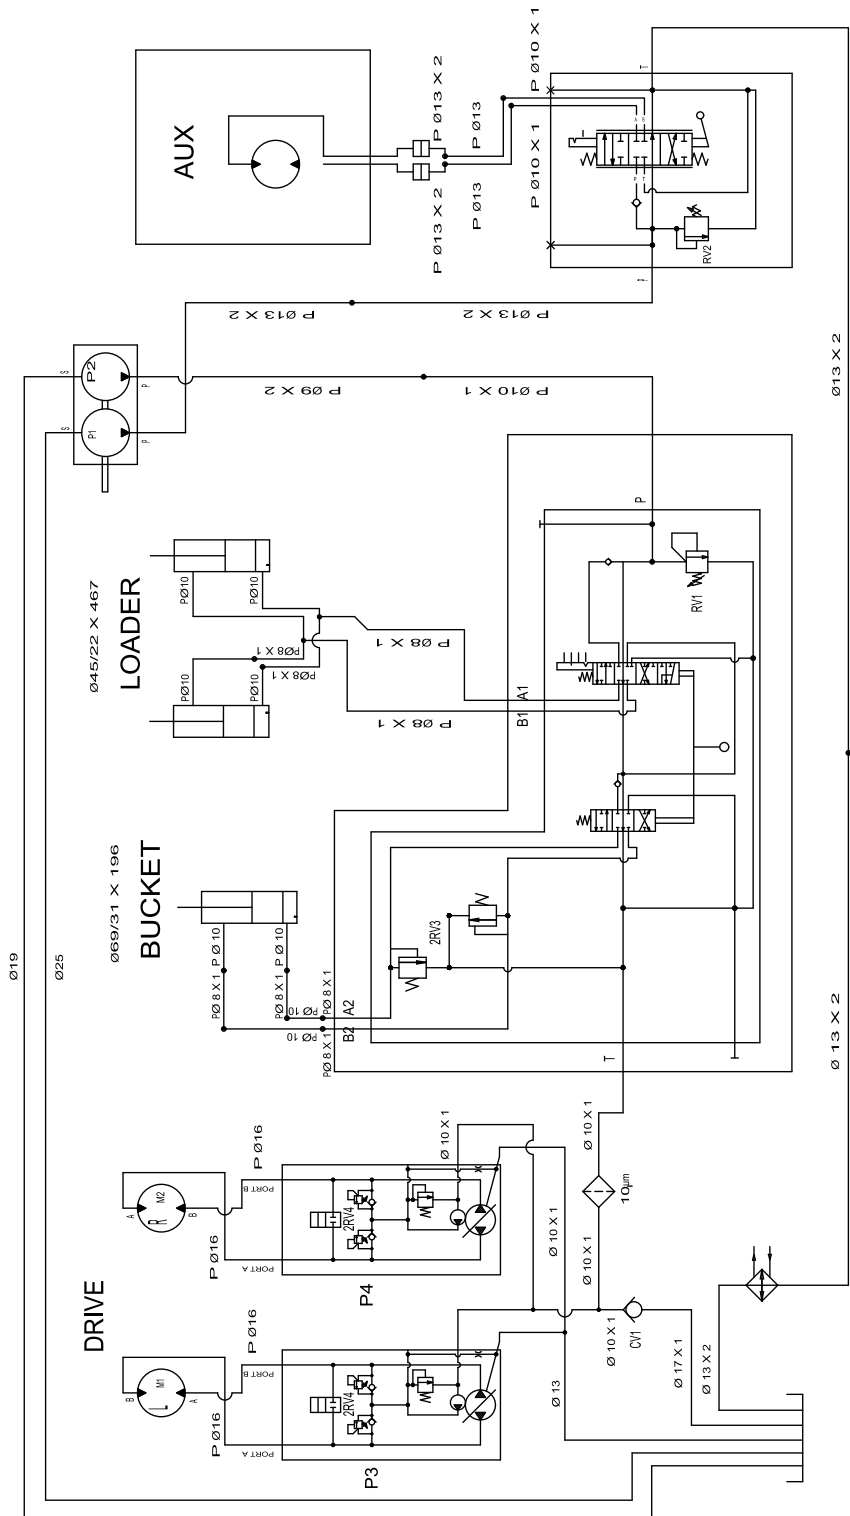 AUX
P Ø13 X 2
P Ø13
P Ø10 X 1
P Ø13 X 2
P Ø13
P Ø10 X 1
T
A
B
P
T
RV2
P
P Ø13 X 2
P Ø13 X 2
Ø13 X 2
S
P2
P
P Ø9 X 2
P Ø10 X 1
S
P1
P
P
RV1
Ø45/22 X 467
LOADER
PØ10
PØ10
PØ8 X 1
PØ8 X 1
PØ10
PØ10
P Ø8 X 1
P Ø8 X 1
A1
B1
Ø69/31 X 196
BUCKET
P Ø 10
P Ø 10
PØ 8 X 1
PØ 8 X 1
PØ 10
PØ 10
PØ 8 X 1
PØ 8 X 1
A2
B2
2RV3
T
Ø19
Ø25
Ø 13 X 2
DRIVE
A
M2
R
B
P Ø16
P Ø16
PORT B
PORT A
2RV4
P4
Ø 10 X 1
Ø 10 X 1
10µm
Ø 10 X 1
Ø 10 X 1
B
M1
L
A
P Ø16
P Ø16
PORT B
PORT A
2RV4
P3
Ø 10 X 1
CV1
Ø 13
Ø 17 X 1
Ø 13 X 2